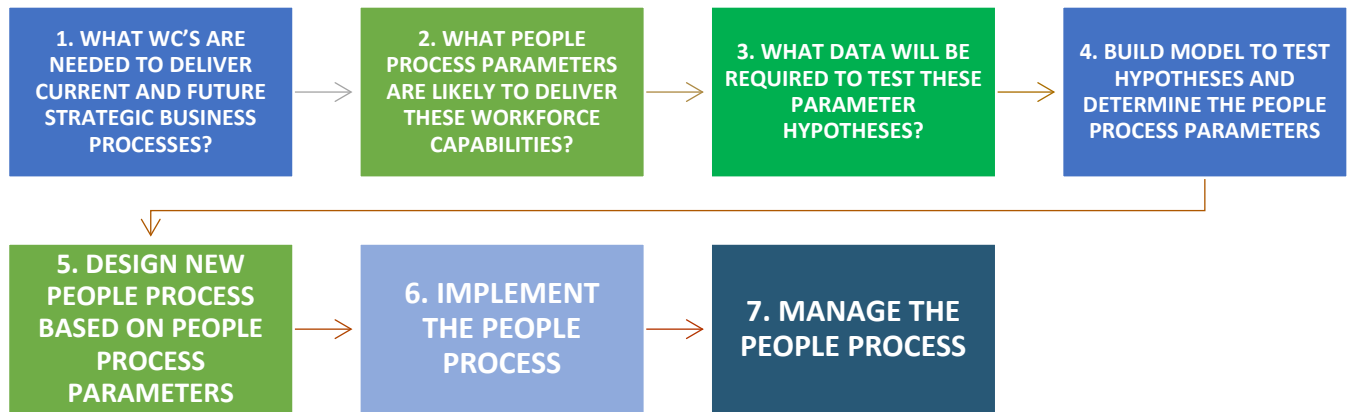 1. WHAT WC’S ARE
NEEDED TO DELIVER
CURRENT AND FUTURE
STRATEGIC BUSINESS
PROCESSES?
2. WHAT PEOPLE
PROCESS PARAMETERS
ARE LIKELY TO DELIVER
THESE WORKFORCE
CAPABILITIES?
3. WHAT DATA WILL BE
REQUIRED TO TEST THESE
PARAMETER
HYPOTHESES?
4. BUILD MODEL TO TEST
HYPOTHESES AND
DETERMINE THE PEOPLE
PROCESS PARAMETERS
5. DESIGN NEW
PEOPLE PROCESS
BASED ON PEOPLE
PROCESS
PARAMETERS
6. IMPLEMENT
THE PEOPLE
PROCESS
7. MANAGE THE
PEOPLE PROCESS